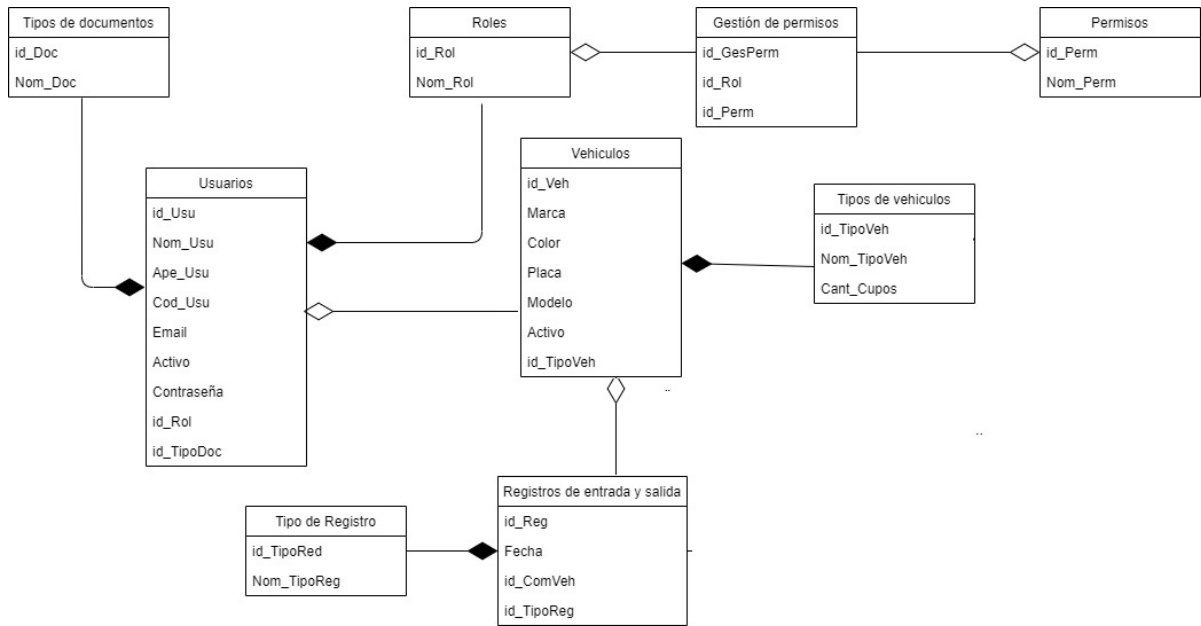 Tipos de documentos
id_Doc
Nom_Doc
Roles
id_Rol
Nom_Rol
Gestión de permisos
id_GesPerm
id_Rol
id_Perm
Permisos
id_Perm
Nom_Perm
Usuarios
id_Usu
Nom_Usu
Ape_Usu
Cod_Usu
Email
Activo
Contraseña
id_Rol
id_TipoDoc
Vehiculos
id_Veh
Marca
Color
Placa
Modelo
Activo
id_TipoVeh
Tipos de vehiculos
id_TipoVeh
Nom_TipoVeh
Cant_Cupos
Tipo de Registro
id_TipoRed
Nom_TipoReg
Registros de entrada y salida
id_Reg
Fecha
id_ComVeh
id_TipoReg